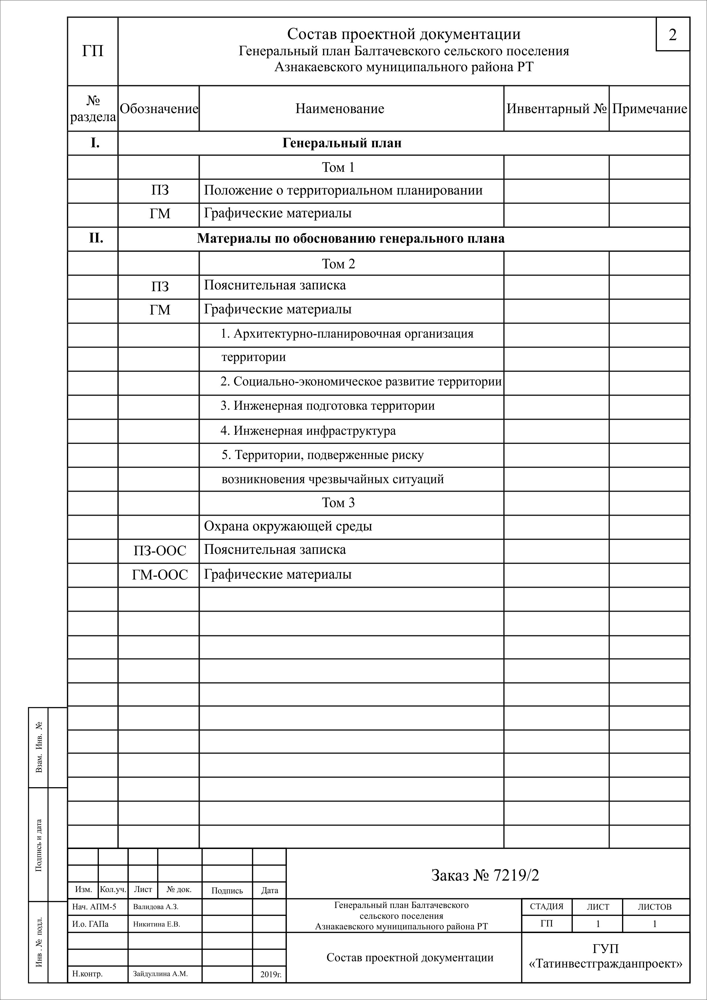 ГП
Состав проектной документации
Генеральный план Балтачевского сельского поселения
Азнакаевского муниципального района РТ
2
№
раздела
Обозначение
Наименование
Инвентарный №
Примечание
I.
Генеральный план
Том 1
ПЗ
Положение о территориальном планировании
ГМ
Графические материалы
II.
Материалы по обоснованию генерального плана
Том 2
ПЗ
Пояснительная записка
ГМ
Графические материалы
1. Архитектурно-планировочная организация
территории
2. Социально-экономическое развитие территории
3. Инженерная подготовка территории
4. Инженерная инфраструктура
5. Территории, подверженные риску
возникновения чрезвычайных ситуаций
Том 3
Охрана окружающей среды
ПЗ-ООС
Пояснительная записка
ГМ-ООС
Графические материалы
Взам. Инв. №
Подпись и дата
Инв . № подл.
Изм.
Кол.уч.
Лист
№ док.
Подпись
Дата
Нач. АПМ-5
Валидова А.З.
И.о. ГАПа
Никитина Е.В.
Н.контр.
Зайдуллина А.М.
2019г.
Заказ № 7219/2
Генеральный план Балтачевского
сельского поселения
Азнакаевского муниципального района РТ
СТАДИЯ
ЛИСТ
ЛИСТОВ
ГП
1
1
Состав проектной документации
ГУП
«Татинвестгражданпроект»